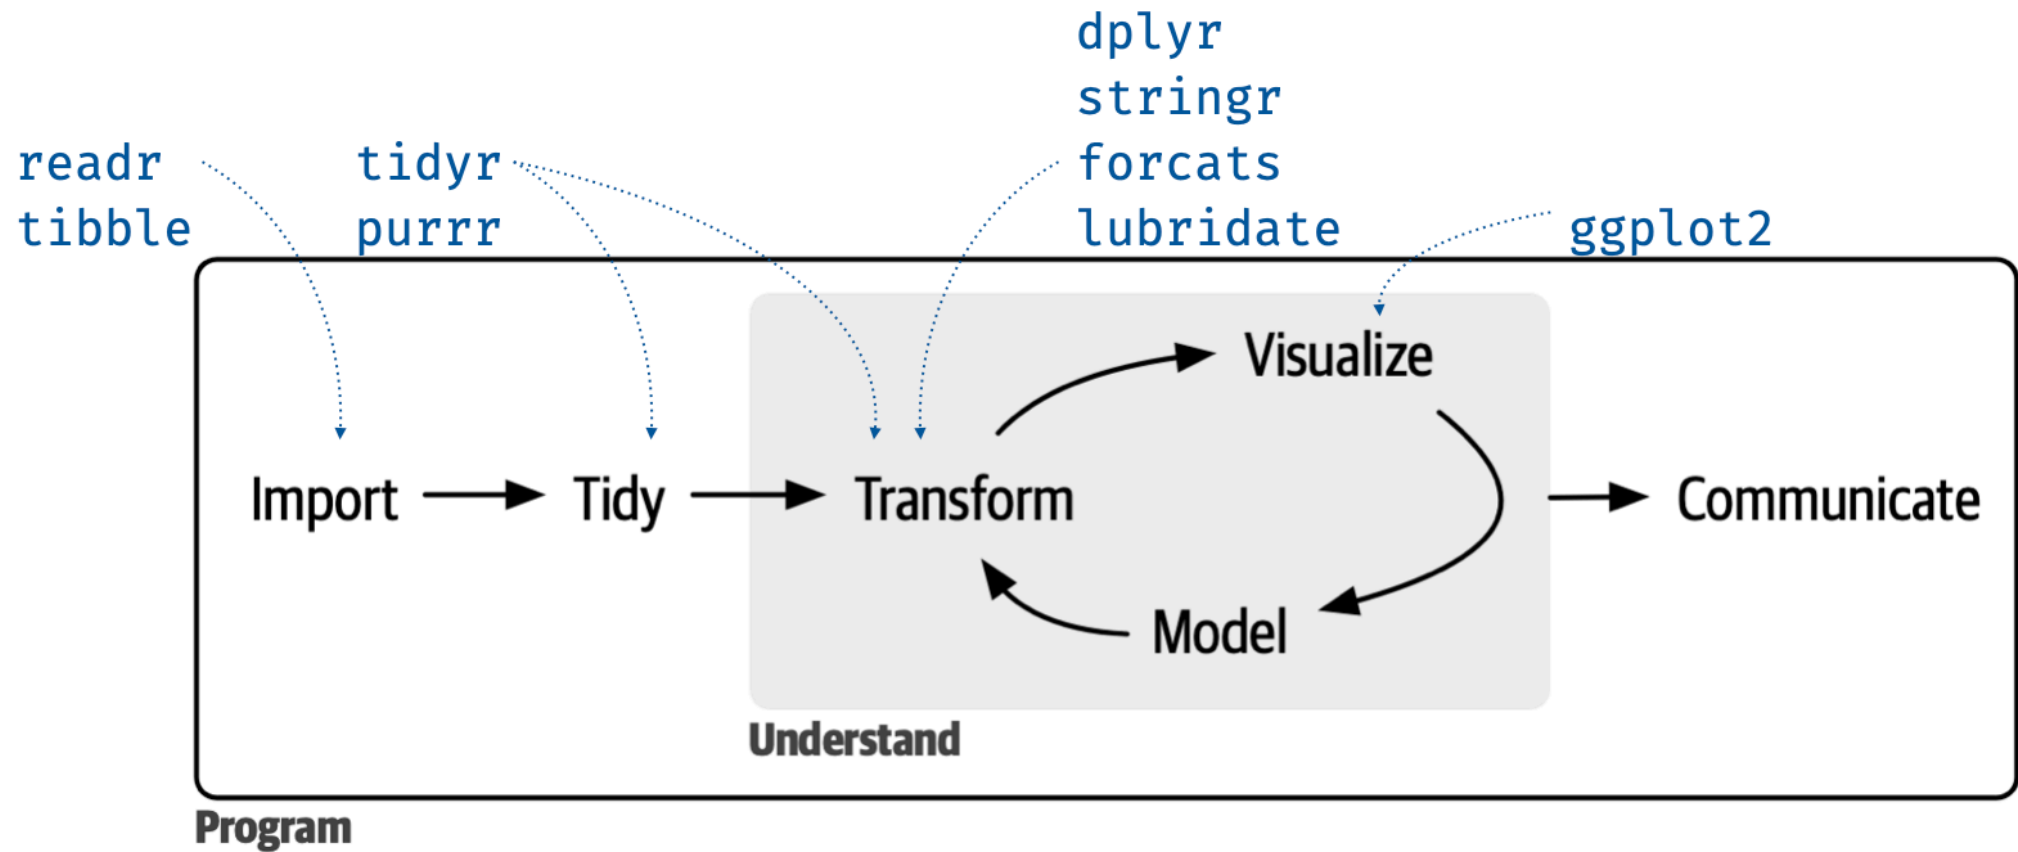 dplyr
stringr
readr
tidyr
forcats
tibble
purrr
lubridate
ggplot2
Visualize
Import
Tidy
Transform
Communicate
Model
Understand
Program